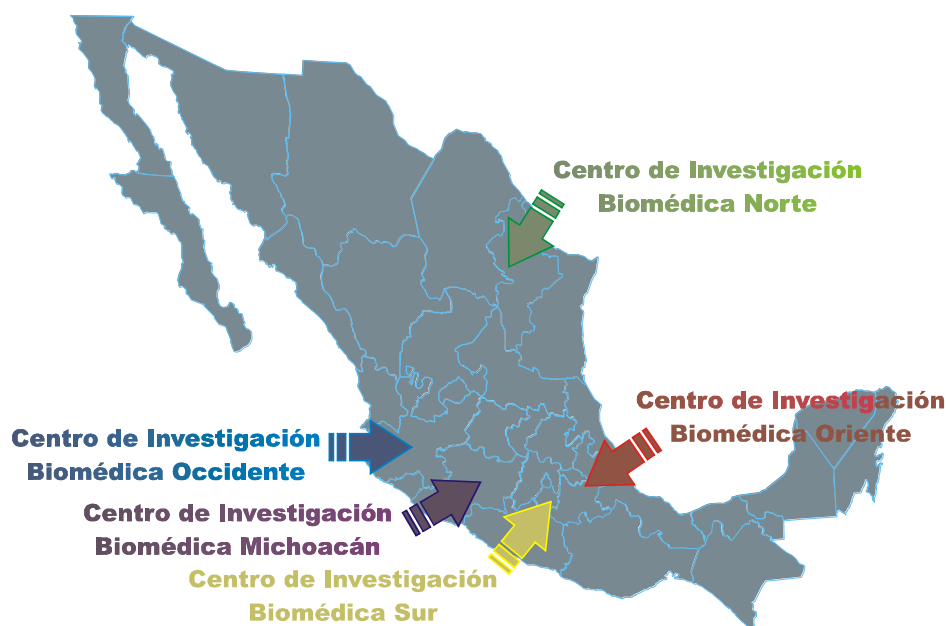 Centro de Investigación
Biomédica Norte
Centro de Investigación
Biomédica Oriente
Centro de Investigación
Biomédica Occidente
Centro de Investigación
Biomédica Michoacán
Centro de Investigación
Biomédica Sur